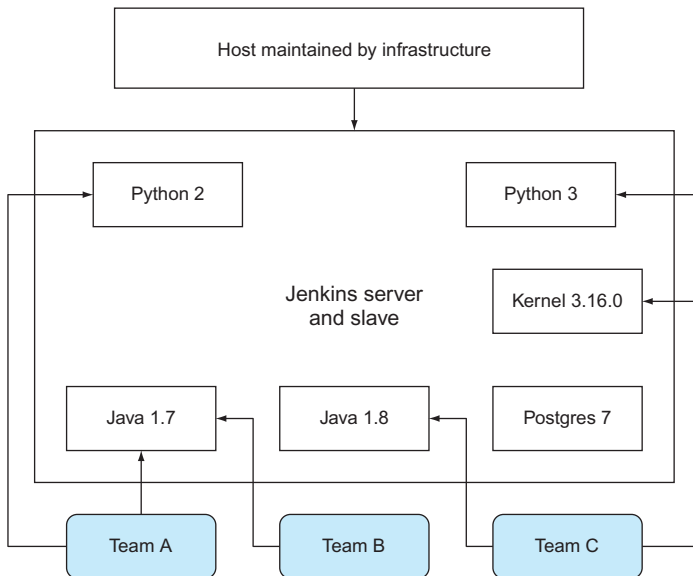 Host maintained by infrastructure
Python 2
Python 3
Jenkins server
and slave
Kernel 3.16.0
Java 1.7
Java 1.8
Postgres 7
Team A
Team B
Team C